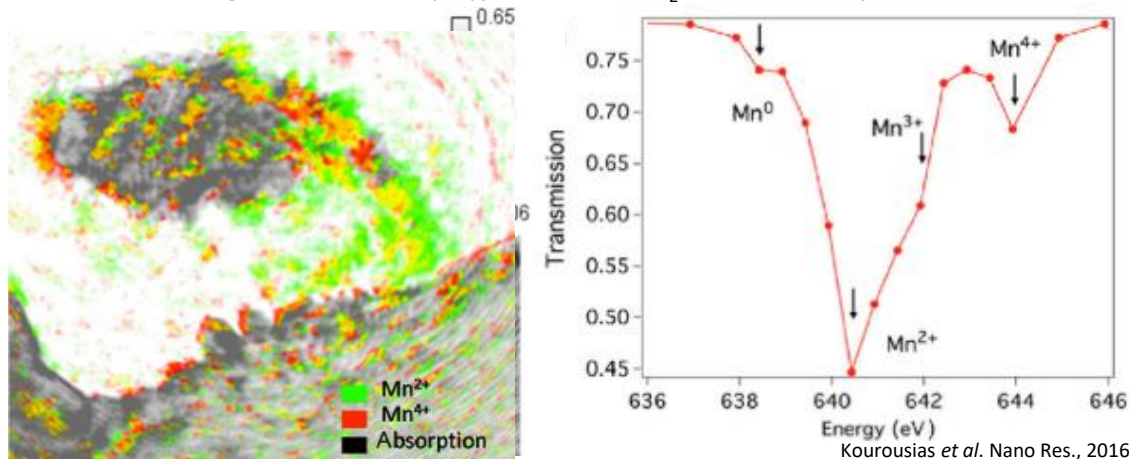 0.65
Mn²⁺
Mn⁴⁺
Absorption
Transmission
0.75
0.70
0.65
0.60
0.55
0.50
0.45
Mn⁰
Mn²⁺
Mn³⁺
Mn⁴⁺
636 638 640 642 644 646
Energy (eV)
Kourousias et al. Nano Res., 2016